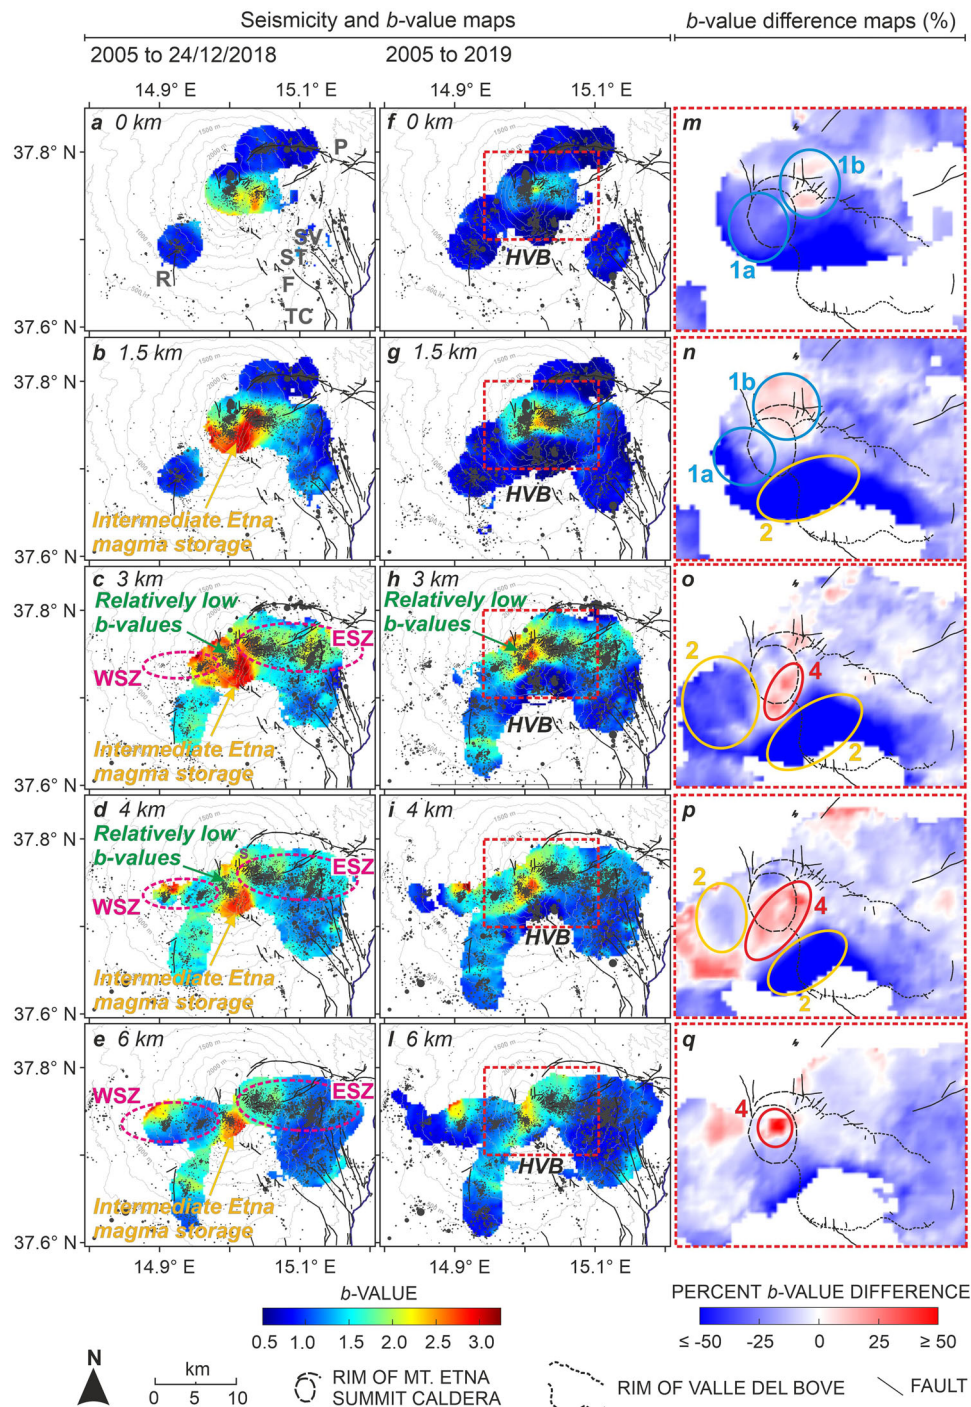 Seismicity and b-value maps
b-value difference maps (%)
2005 to 24/12/2018
2005 to 2019
14.9° E
15.1° E
14.9° E
15.1° E
a 0 km
1500 m
2000 m
P
R
SV
ST
F
TC
37.8° N
37.6° N
f 0 km
HVB
m
1b
1a
b 1.5 km
Intermediate Etna
magma storage
37.8° N
37.6° N
g 1.5 km
HVB
n
1b
1a
2
c 3 km
Relatively low
b-values
WSZ
ESZ
Intermediate Etna
magma storage
37.8° N
37.6° N
h 3 km
Relatively low
b-values
HVB
o
2
4
2
d 4 km
Relatively low
b-values
S
WSZ
ESZ
Intermediate Etna
magma storage
37.8° N
37.6° N
i 4 km
HVB
p
2
4
2
e 6 km
WSZ
ESZ
Intermediate Etna
magma storage
37.8° N
37.6° N
l 6 km
HVB
q
4
14.9° E
15.1° E
14.9° E
15.1° E
b-VALUE
0.5 1.0 1.5 2.0 2.5 3.0
PERCENT b-VALUE DIFFERENCE
≤ -50 -25 0 25 ≥ 50
N
km
0 5 10
RIM OF MT. ETNA
SUMMIT CALDERA
RIM OF VALLE DEL BOVE
FAULT